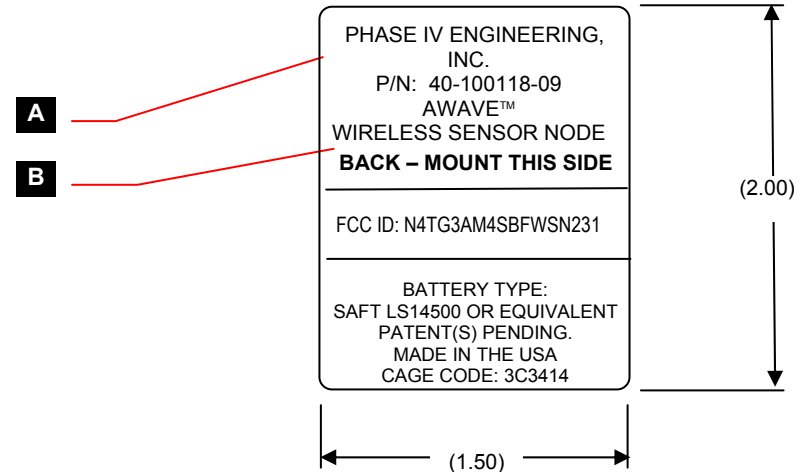 PHASE IV ENGINEERING,
INC.
P/N: 40-100118-09
AWAVE™
WIRELESS SENSOR NODE
BACK – MOUNT THIS SIDE
A
B
(2.00)
FCC ID: N4TG3AM4SBFWSN231
BATTERY TYPE:
SAFT LS14500 OR EQUIVALENT
PATENT(S) PENDING.
MADE IN THE USA
CAGE CODE: 3C3414
(1.50)